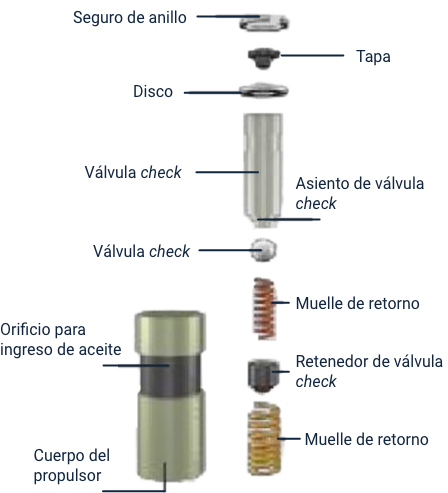 Seguro de anillo
Tapa
Disco
Válvula check
Asiento de válvula
check
Válvula check
Muelle de retorno
Orificio para
ingreso de aceite
Retenedor de válvula
check
Muelle de retorno
Cuerpo del
propulsor